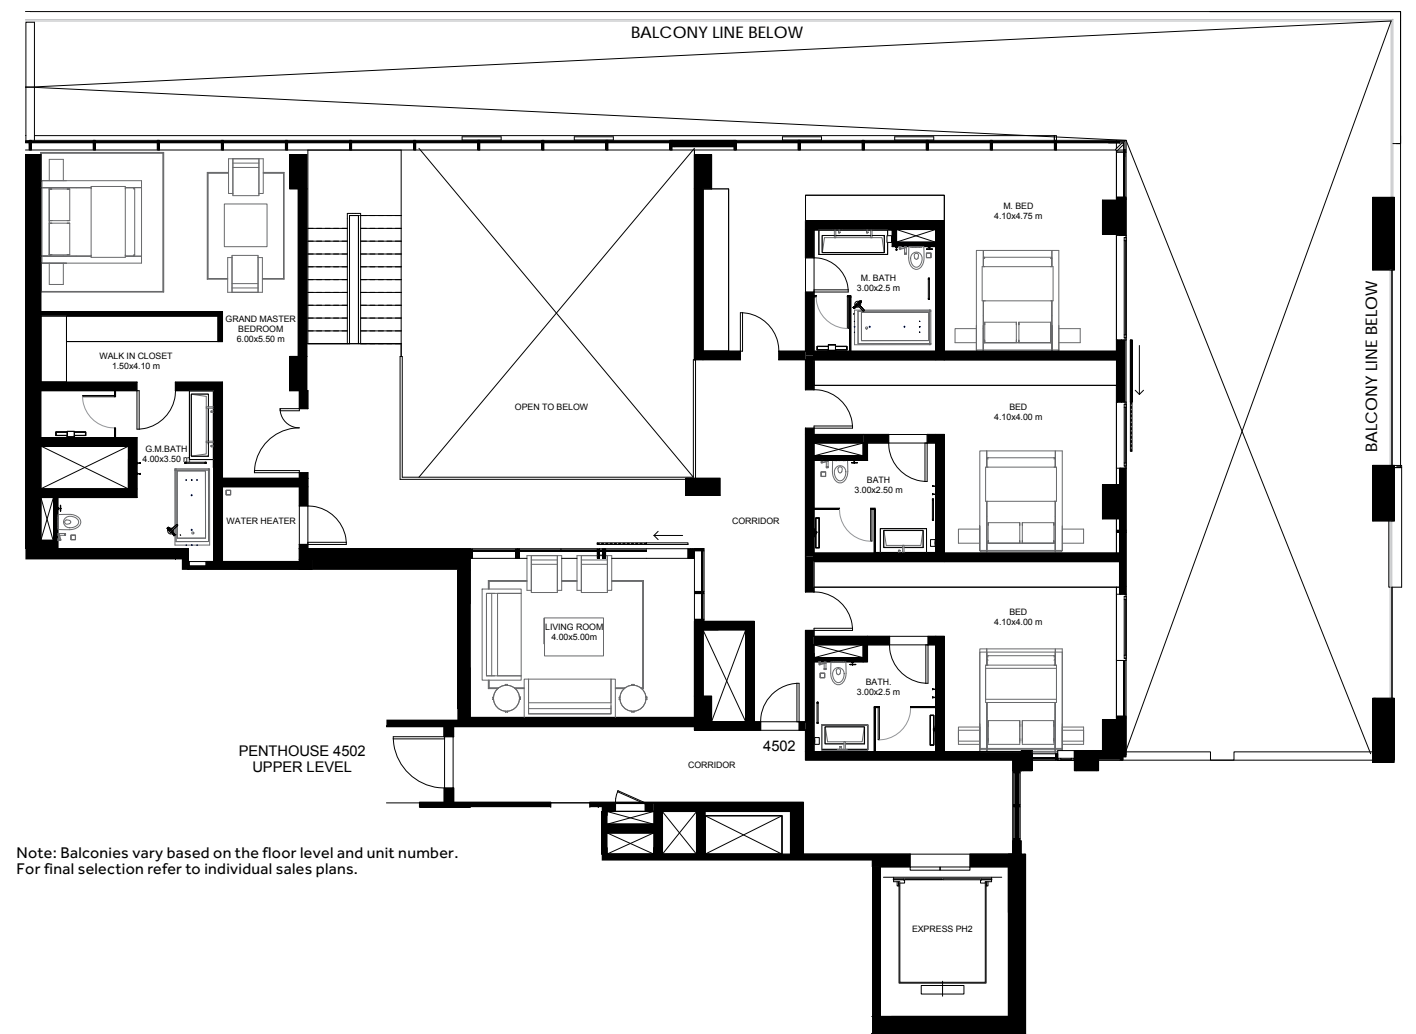 BALCONY LINE BELOW
M. BED
4.10x4.75 m
M. BATH
3.00x2.5 m
BALCONY LINE BELOW
GRAND MASTER
BEDROOM
6.00x5.50 m
WALK IN CLOSET
1.50x4.10 m
OPEN TO BELOW
BED
4.10x4.00 m
G.M.BATH
4.00x3.50 m
BATH
3.00x2.50 m
WATER HEATER
CORRIDOR
LIVING ROOM
4.00x5.00m
BED
4.10x4.00 m
BATH.
3.00x2.5 m
4502
PENTHOUSE 4502
UPPER LEVEL
CORRIDOR
Note: Balconies vary based on the floor level and unit number.
For final selection refer to individual sales plans.
EXPRESS PH2